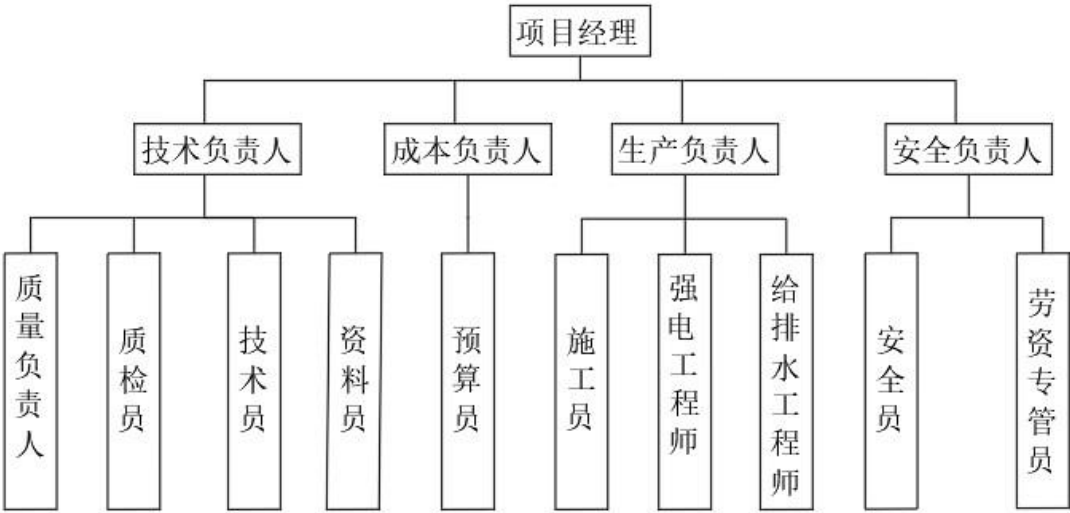 项目经理
技术负责人
成本负责人
生产负责人
安全负责人
质量负责人
质检员
技术员
资料员
预算员
施工员
强电工程师
给排水工程师
安全员
劳资专管员